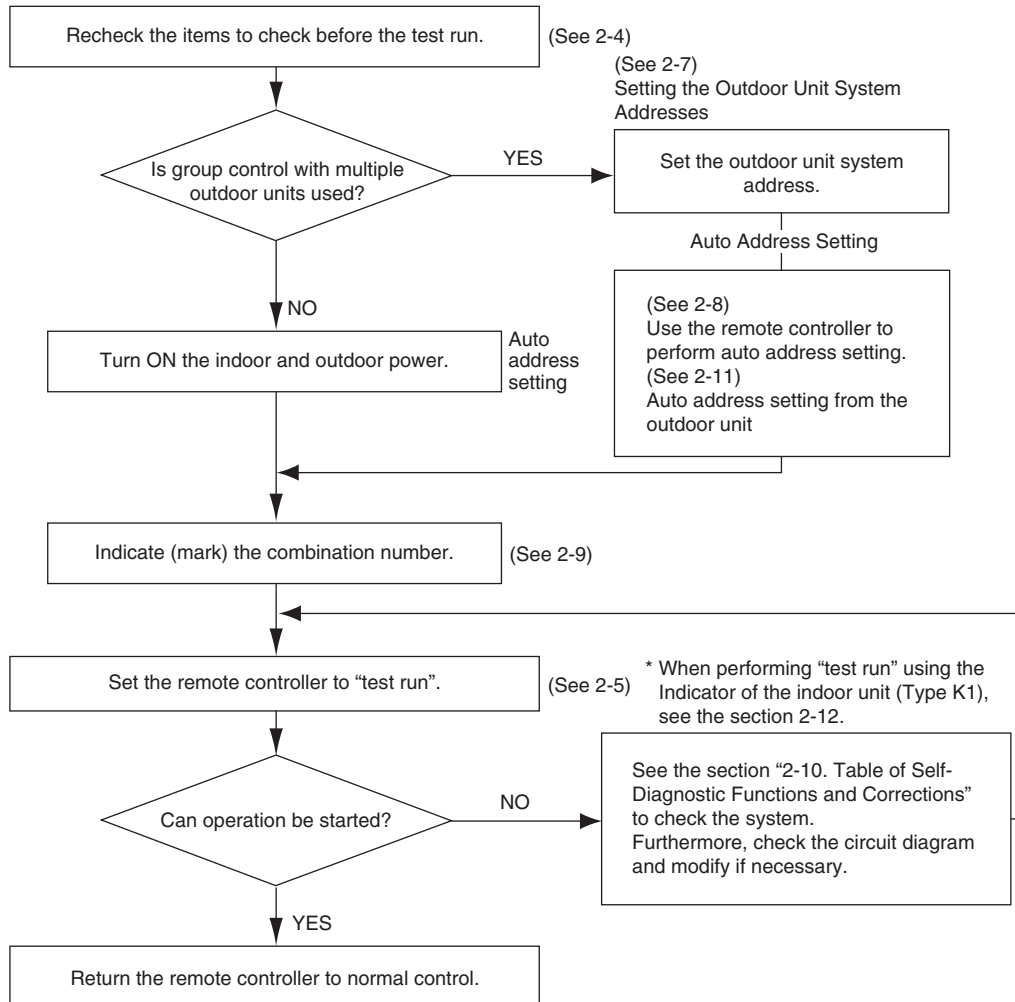 Recheck the items to check before the test run.
(See 2-4)
(See 2-7)
Setting the Outdoor Unit System
Addresses
Is group control with multiple
outdoor units used?
YES
Set the outdoor unit system
address.
Auto Address Setting
NO
(See 2-8)
Use the remote controller to
perform auto address setting.
(See 2-11)
Auto address setting from the
outdoor unit
Turn ON the indoor and outdoor power.
Auto
address
setting
Indicate (mark) the combination number.
(See 2-9)
Set the remote controller to “test run”.
(See 2-5)
* When performing “test run” using the
Indicator of the indoor unit (Type K1),
see the section 2-12.
Can operation be started?
NO
See the section “2-10. Table of Self-
Diagnostic Functions and Corrections”
to check the system.
Furthermore, check the circuit diagram
and modify if necessary.
YES
Return the remote controller to normal control.